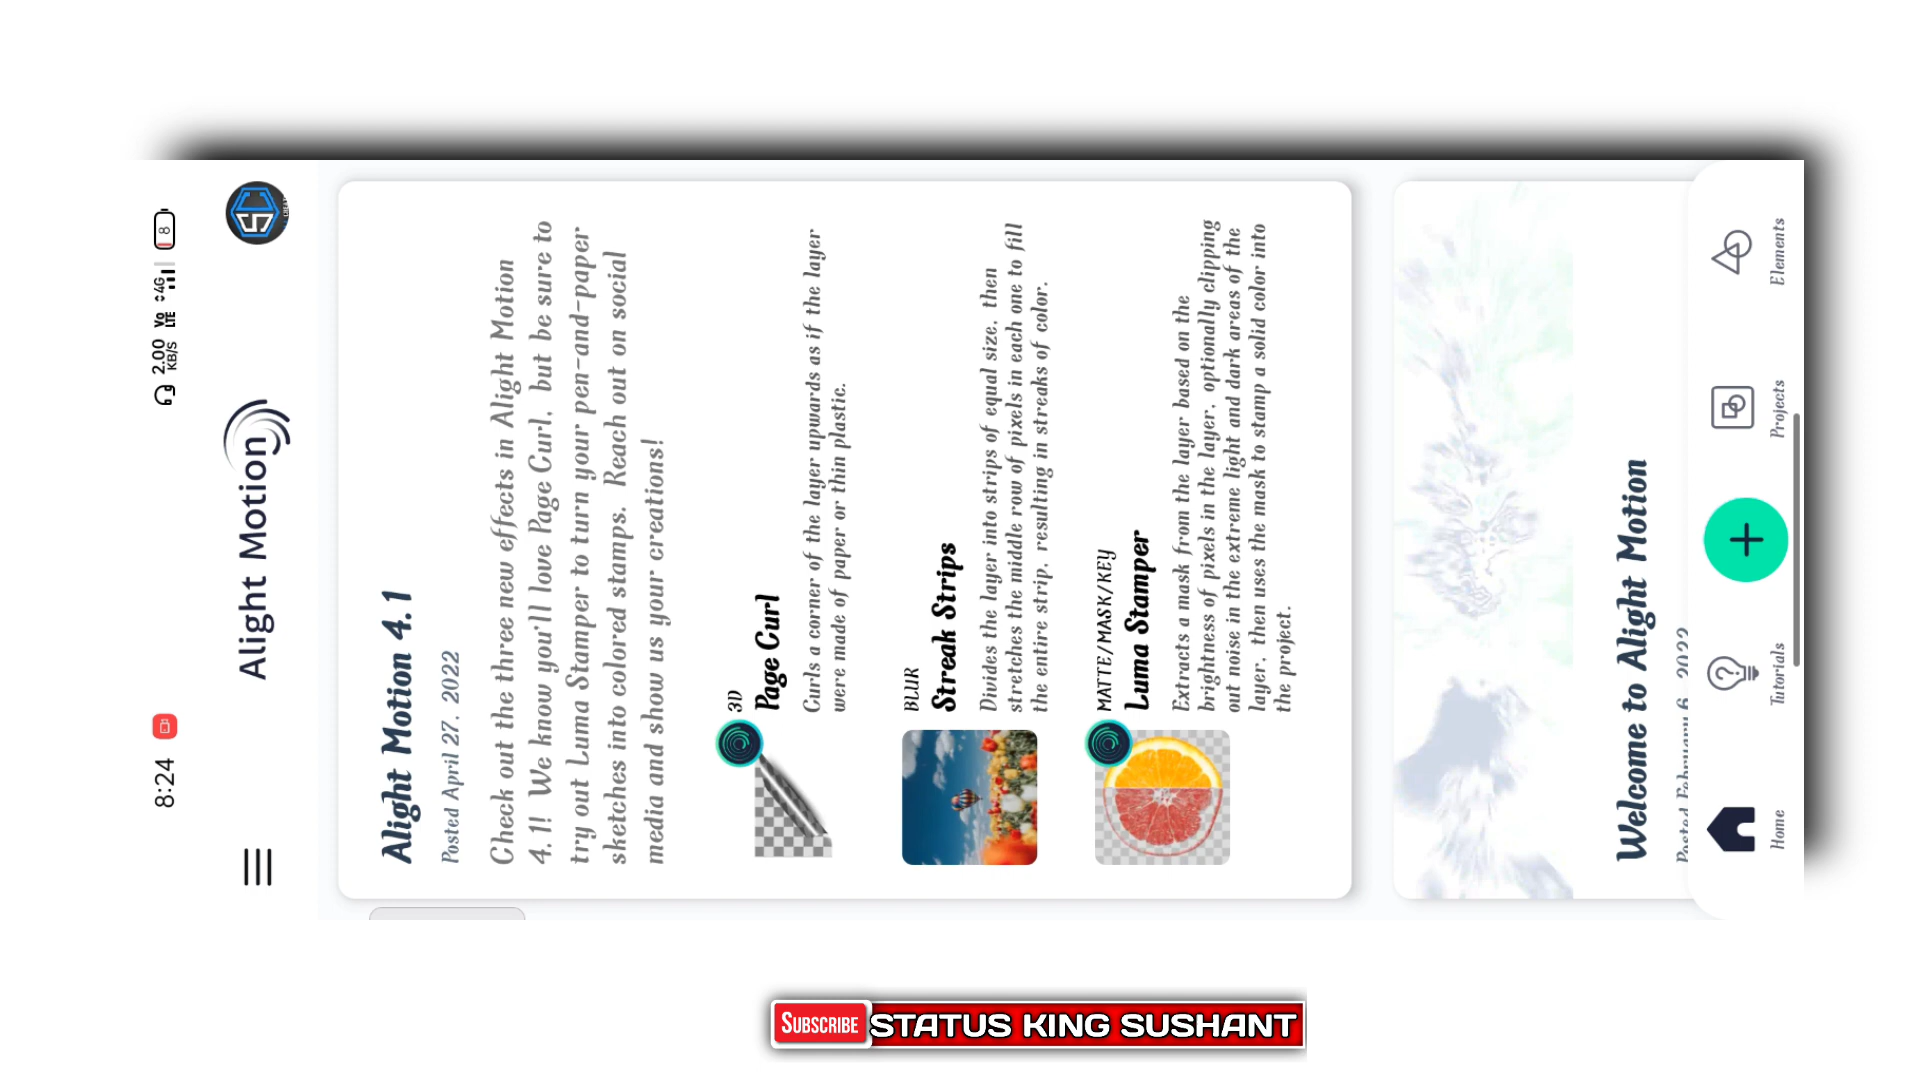 8:24
2.00 KB/S
Vo LTE
4G
8
Alight Motion
Alight Motion 4.1
Posted April 27, 2022
Check out the three new effects in Alight Motion
4.1! We know you'll love Page Curl, but be sure to
try out Luma Stamper to turn your pen-and-paper
sketches into colored stamps. Reach out on social
media and show us your creations!
3D
Page Curl
Curls a corner of the layer upwards as if the layer
were made of paper or thin plastic.
BLUR
Streak Strips
Divides the layer into strips of equal size, then
stretches the middle row of pixels in each one to fill
the entire strip, resulting in streaks of color.
MATTE/MASK/KEY
Luma Stamper
Extracts a mask from the layer based on the
brightness of pixels in the layer, optionally clipping
out noise in the extreme light and dark areas of the
layer, then uses the mask to stamp a solid color into
the project.
Welcome to Alight Motion
Posted February 6, 2022
Home
Tutorials
Projects
Elements
SUBSCRIBE
STATUS KING SUSHANT